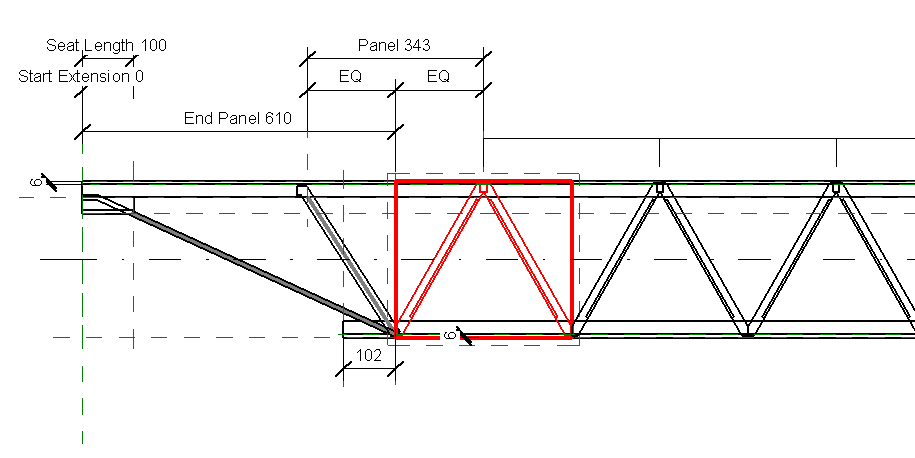 Panel 343
Seat Length 100
Start Extension 0
EQ
EQ
End Panel 610
6
6
102